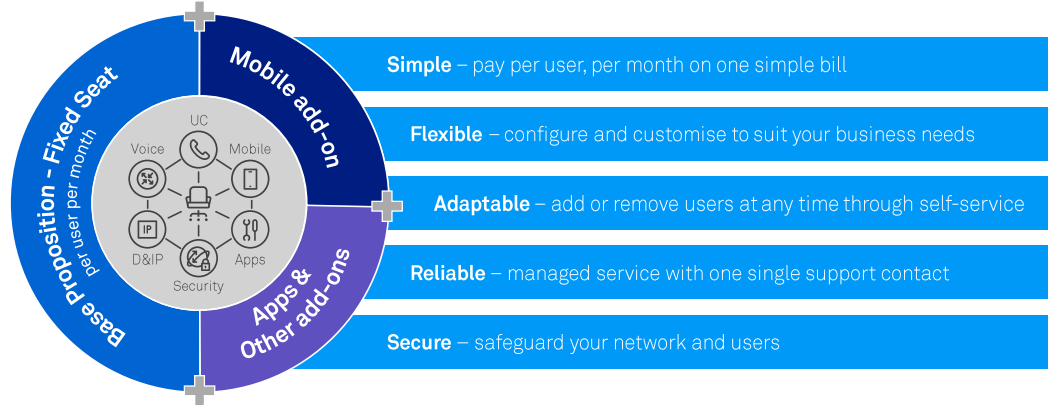 Base Proposition - Fixed Seat
per user per month
Mobile add-on
Apps &
Other add-ons
UC
Voice
Mobile
IP
D&IP
Apps
Security
Simple – pay per user, per month on one simple bill
Flexible – configure and customise to suit your business needs
Adaptable – add or remove users at any time through self-service
Reliable – managed service with one single support contact
Secure – safeguard your network and users